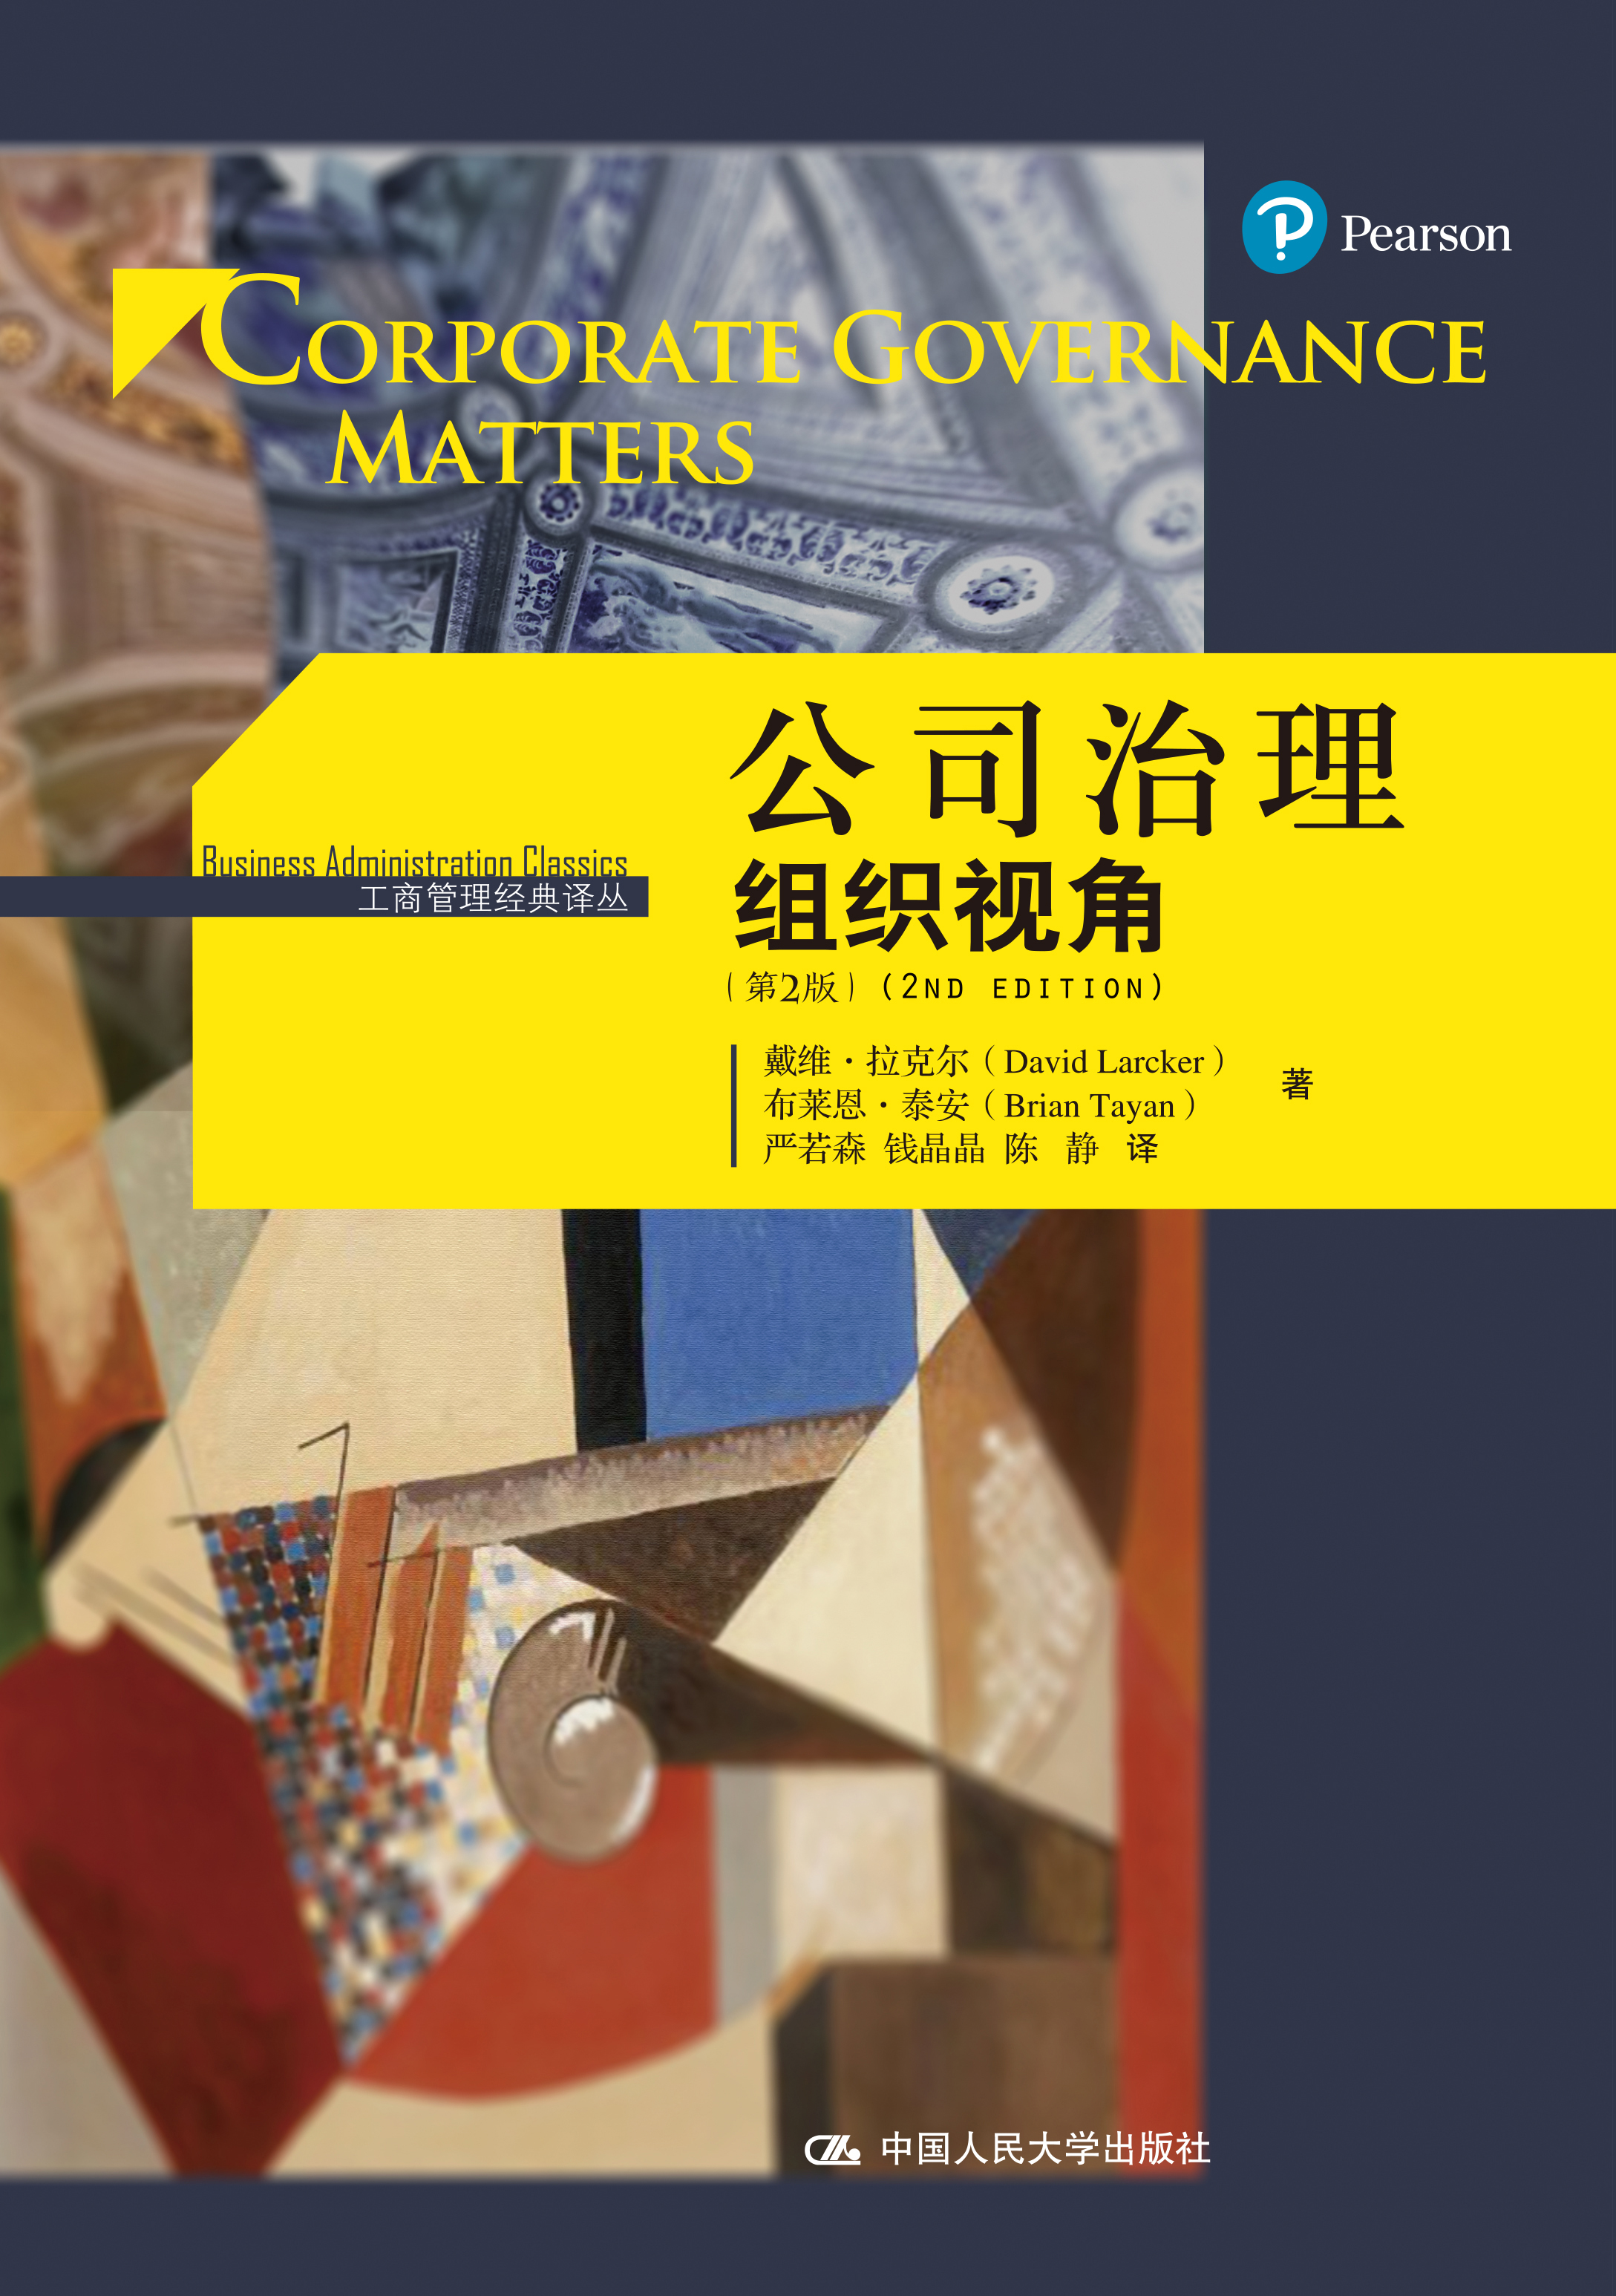 Pearson
CORPORATE GOVERNANCE
MATTERS
公司治理
组织视角
(第2版) (2ND EDITION)
Business Administration Classics
工商管理经典译丛
戴维·拉克尔（David Larcker）
布莱恩·泰安（Brian Tayan）
著
严若森 钱晶晶 陈 静 译
中国人民大学出版社